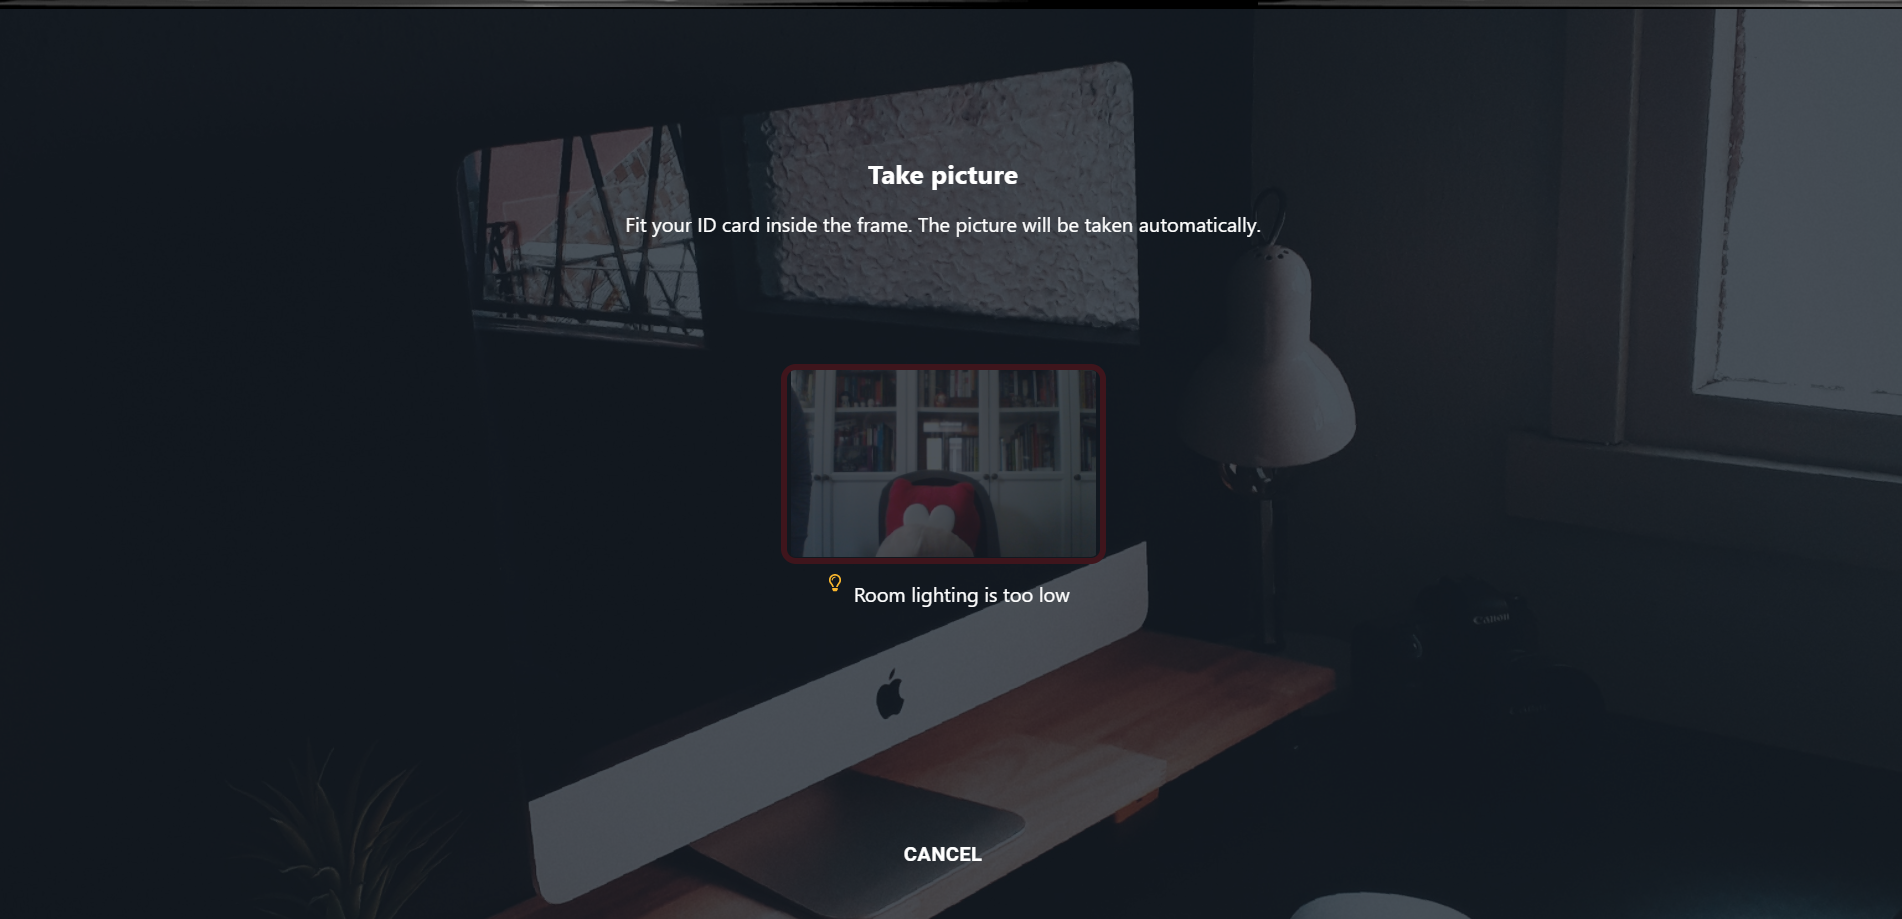 Take picture
Fit your ID card inside the frame. The picture will be taken automatically.
Room lighting is too low
Canon
CANCEL